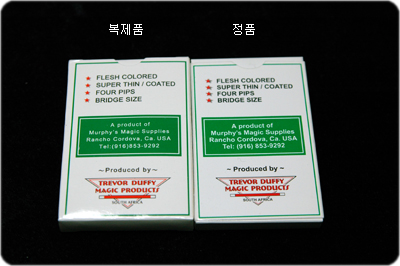 복제품
정품
★ FLESH COLORED
★ SUPER THIN / COATED
★ FOUR PIPS
★ BRIDGE SIZE
A product of
Murphy's Magic Supplies
Rancho Cordova, Ca. USA
Tel:(916)853-9292
~ Produced by ~
TREVOR DUFFY
MAGIC PRODUCTS
SOUTH AFRICA
★ FLESH COLORED
★ SUPER THIN / COATED
★ FOUR PIPS
★ BRIDGE SIZE
A product of
Murphy's Magic Supplies
Rancho Cordova, Ca. USA
Tel: (916) 853-9292
~ Produced by ~
TREVOR DUFFY
MAGIC PRODUCTS
SOUTH AFRICA